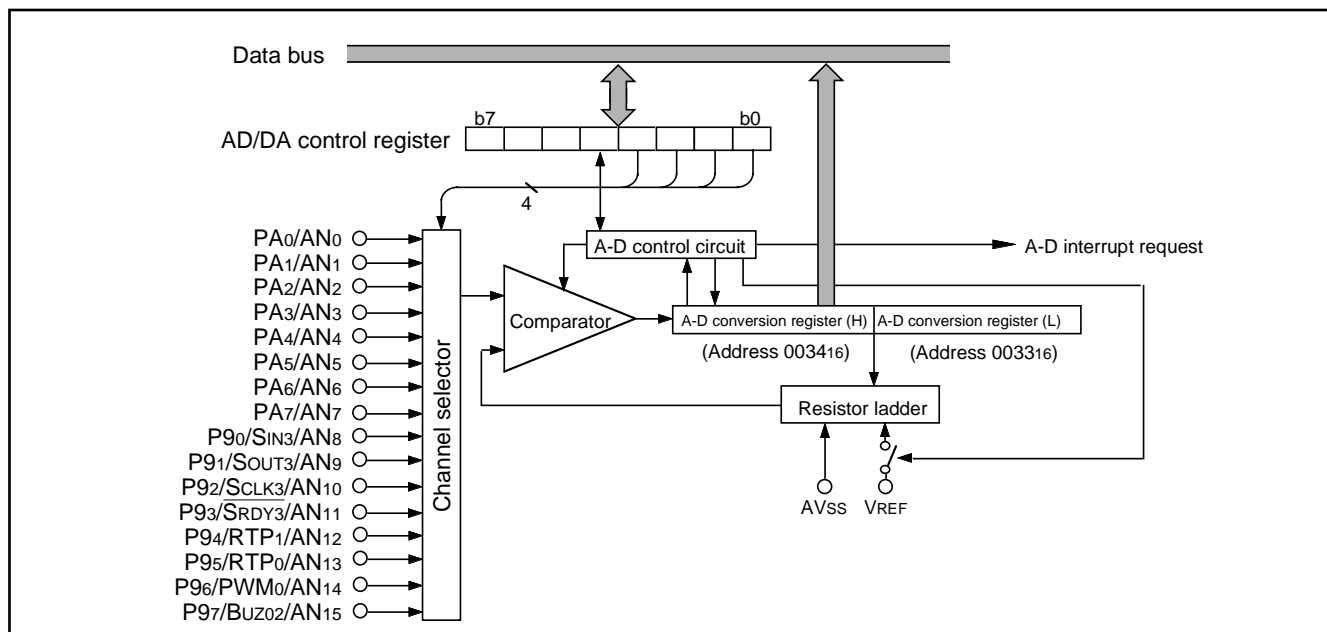 Data bus
b7 b0
AD/DA control register
4
PA0/AN0
PA1/AN1
PA2/AN2
PA3/AN3
PA4/AN4
PA5/AN5
PA6/AN6
PA7/AN7
P90/SIN3/AN8
P91/SOUT3/AN9
P92/SCLK3/AN10
P93/SRDY3/AN11
P94/RTP1/AN12
P95/RTP0/AN13
P96/PWM0/AN14
P97/BUZ02/AN15
Channel selector
A-D control circuit
A-D interrupt request
Comparator
A-D conversion register (H) A-D conversion register (L)
(Address 003416) (Address 003316)
Resistor ladder
AVSS VREF